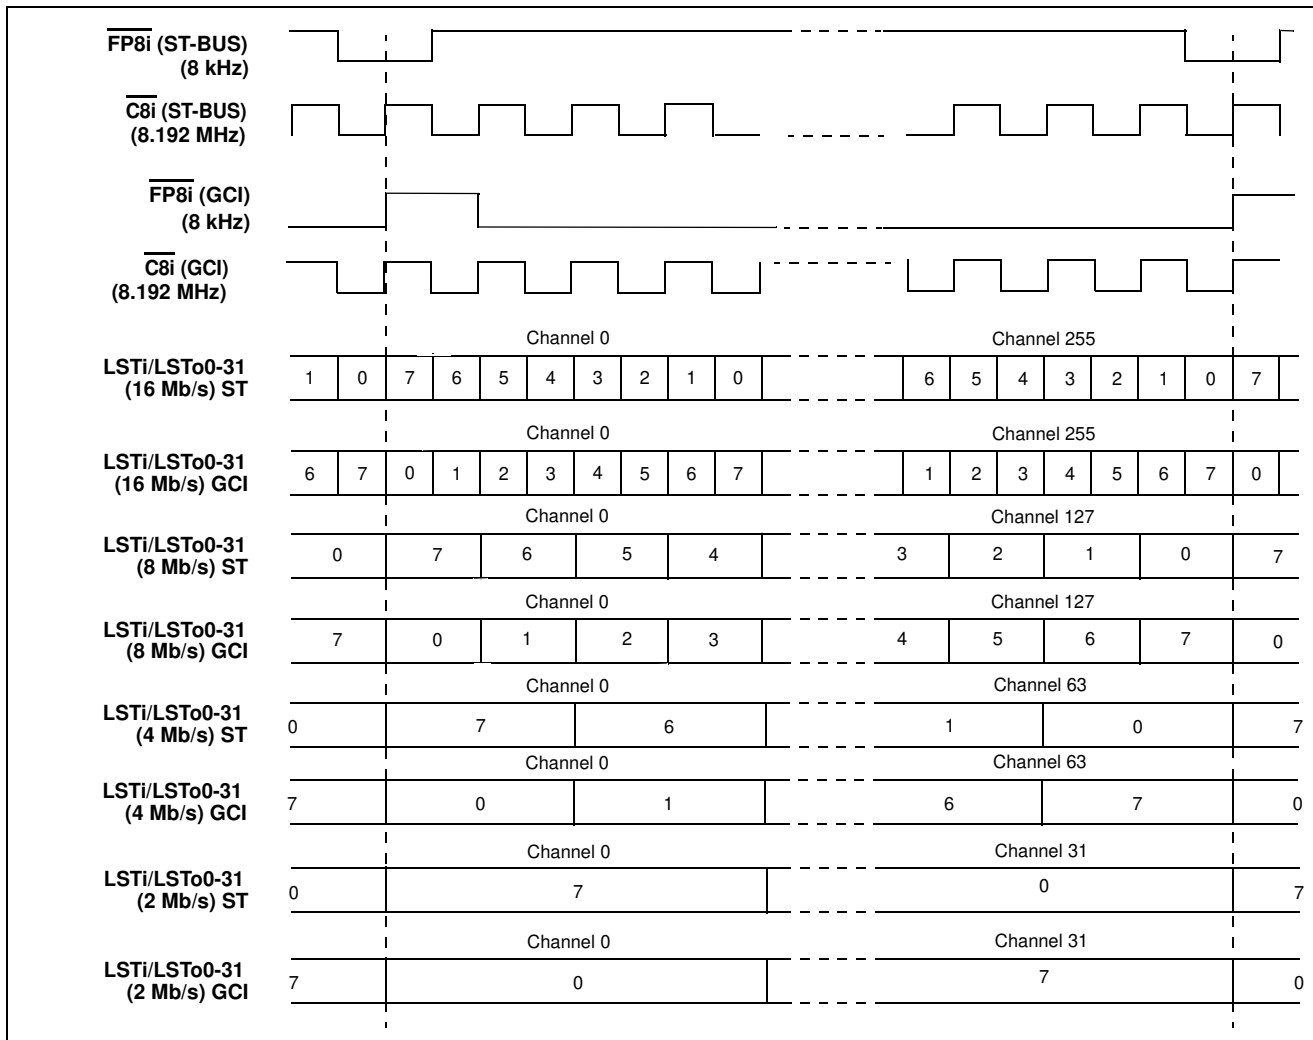 FP8i (ST-BUS)
(8 kHz)
C8i (ST-BUS)
(8.192 MHz)
FP8i (GCI)
(8 kHz)
C8i (GCI)
(8.192 MHz)
Channel 0 Channel 255
LSTi/LSTo0-31
(16 Mb/s) ST
1 0 7 6 5 4 3 2 1 0 6 5 4 3 2 1 0 7
Channel 0 Channel 255
LSTi/LSTo0-31
(16 Mb/s) GCI
6 7 0 1 2 3 4 5 6 7 1 2 3 4 5 6 7 0
Channel 0 Channel 127
LSTi/LSTo0-31
(8 Mb/s) ST
0 7 6 5 4 3 2 1 0 7
Channel 0 Channel 127
LSTi/LSTo0-31
(8 Mb/s) GCI
7 0 1 2 3 4 5 6 7 0
Channel 0 Channel 63
LSTi/LSTo0-31
(4 Mb/s) ST
0 7 6 1 0 7
Channel 0 Channel 63
LSTi/LSTo0-31
(4 Mb/s) GCI
7 0 1 6 7 0
Channel 0 Channel 31
LSTi/LSTo0-31
(2 Mb/s) ST
0 7 0 7
Channel 0 Channel 31
LSTi/LSTo0-31
(2 Mb/s) GCI
7 0 7 0